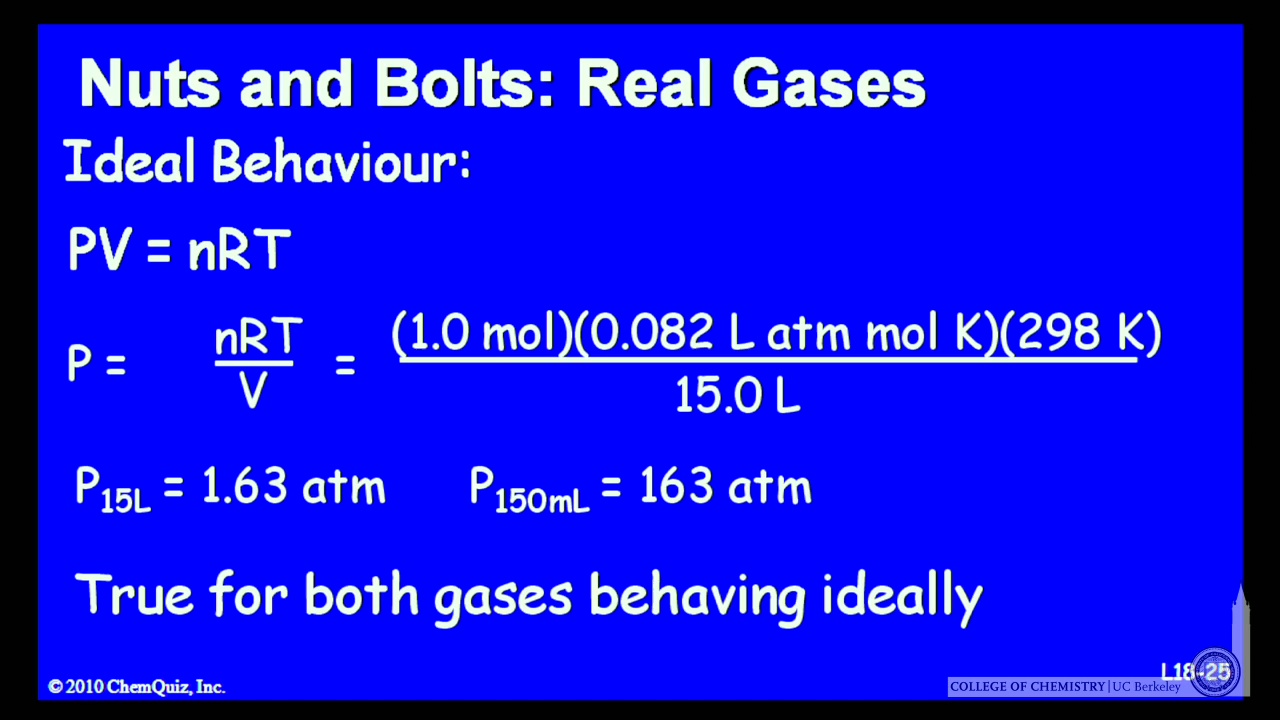 Nuts and Bolts: Real Gases
Ideal Behaviour:
PV = nRT
P = nRT / V = (1.0 mol)(0.082 L atm mol K)(298 K) / 15.0 L
P15L = 1.63 atm P150mL = 163 atm
True for both gases behaving ideally
L18-25
© 2010 ChemQuiz, Inc.
COLLEGE OF CHEMISTRY | UC Berkeley